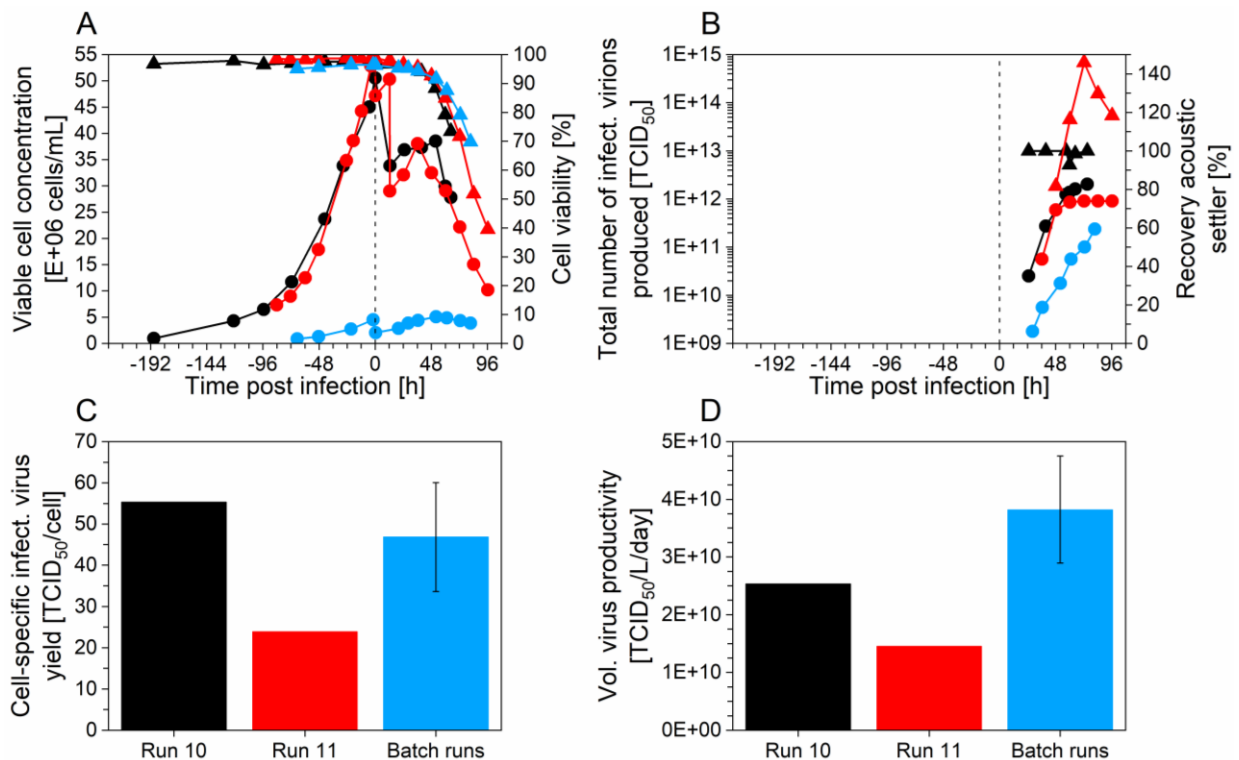 A
Viable cell concentration
[E+06 cells/mL]
55
50
45
40
35
30
25
20
15
10
5
0
100
90
80
70
60
50
40
30
20
10
0
Cell viability [%]
-192 -144 -96 -48 0 48 96
Time post infection [h]
B
Total number of infect. virions
produced [TCID50]
1E+15
1E+14
1E+13
1E+12
1E+11
1E+10
1E+09
140
120
100
80
60
40
20
0
Recovery acoustic
settler [%]
-192 -144 -96 -48 0 48 96
Time post infection [h]
C
Cell-specific infect. virus
yield [TCID50/cell]
70
60
50
40
30
20
10
0
Run 10 Run 11 Batch runs
D
Vol. virus productivity
[TCID50/L/day]
5E+10
4E+10
3E+10
2E+10
1E+10
0E+00
Run 10 Run 11 Batch runs